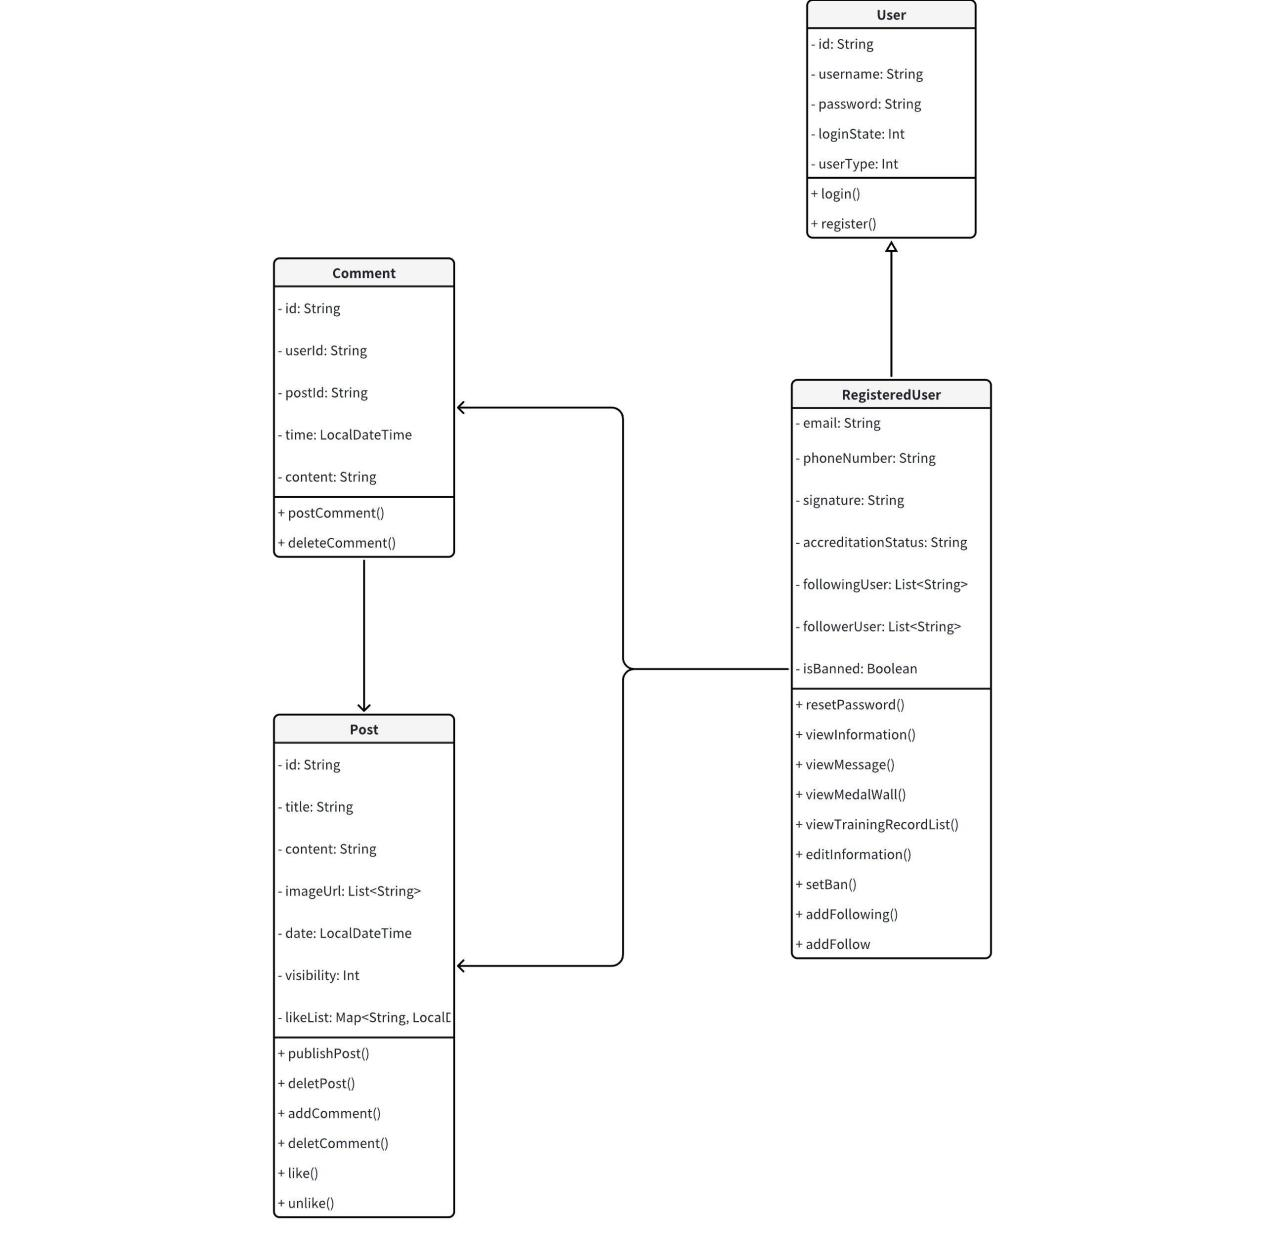 User
- id: String
- username: String
- password: String
- loginState: Int
- userType: Int
+ login()
+ register()
Comment
- id: String
- userId: String
- postId: String
- time: LocalDateTime
- content: String
+ postComment()
+ deleteComment()
RegisteredUser
- email: String
- phoneNumber: String
- signature: String
- accreditationStatus: String
- followingUser: List<String>
- followerUser: List<String>
- isBanned: Boolean
+ resetPassword()
+ viewInformation()
+ viewMessage()
+ viewMedalWall()
+ viewTrainingRecordList()
+ editInformation()
+ setBan()
+ addFollowing()
+ addFollow
Post
- id: String
- title: String
- content: String
- imageUrl: List<String>
- date: LocalDateTime
- visibility: Int
- likeList: Map<String,
+ publishPost()
+ deletPost()
+ addComment()
+ deletComment()
+ like()
+ unlike()